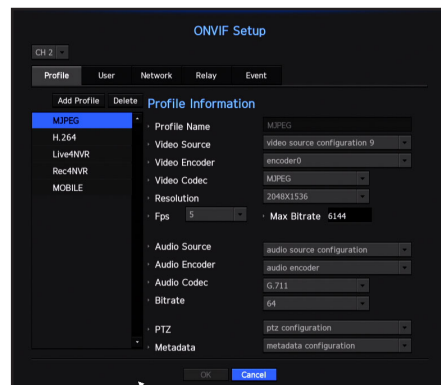 ONVIF Setup
CH 2
Profile User Network Relay Event
Add Profile Delete
Profile Information
MJPEG
H.264
Live4NVR
Rec4NVR
MOBILE
Profile Name MJPEG
Video Source video source configuration 9
Video Encoder encoder0
Video Codec MJPEG
Resolution 2048X1536
Fps 5 Max Bitrate 6144
Audio Source audio source configuration
Audio Encoder audio encoder
Audio Codec G.711
Bitrate 64
PTZ ptz configuration
Metadata metadata configuration
OK Cancel